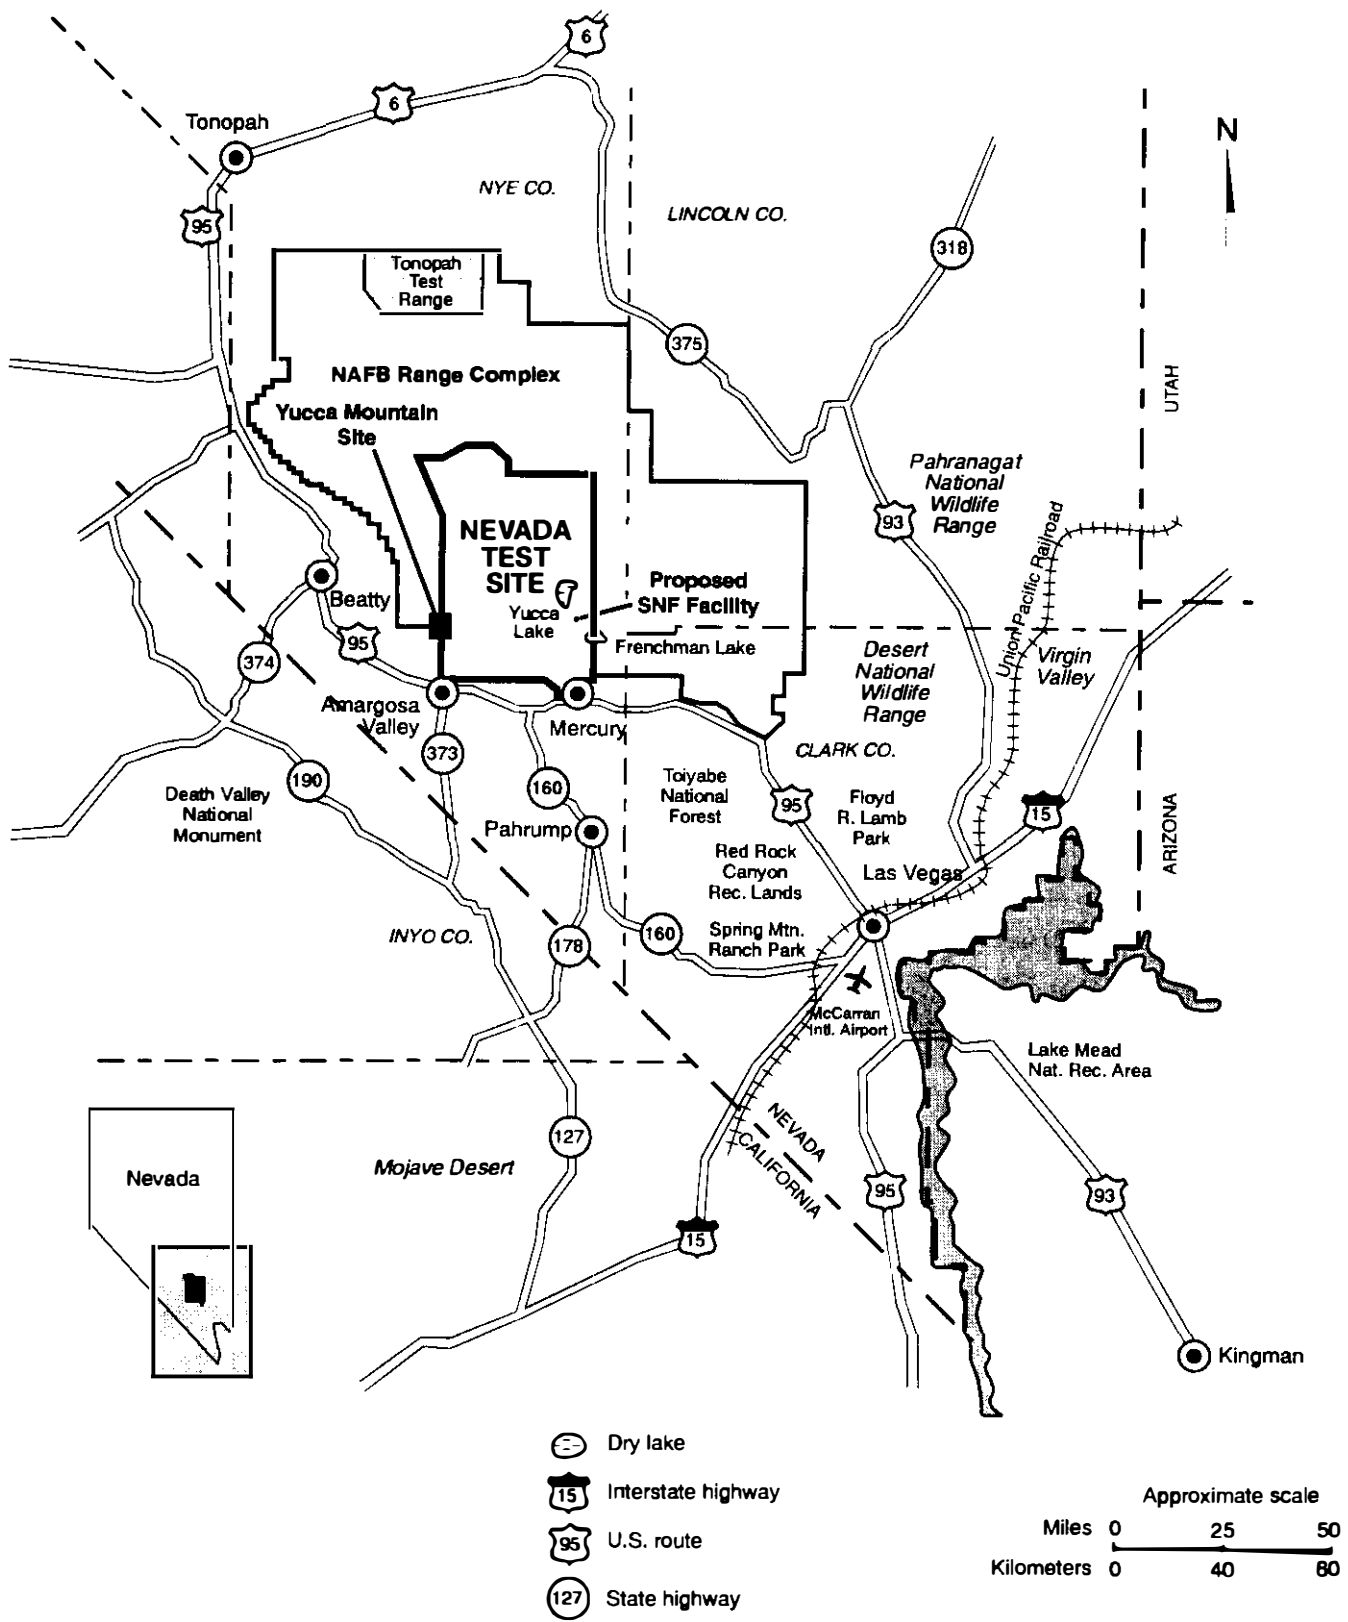 6
6
Tonopah
N
NYE CO.
LINCOLN CO.
95
318
Tonopah
Test
Range
375
NAFB Range Complex
UTAH
Yucca Mountain
Site
Pahranagat
National
Wildlife
Range
93
NEVADA
TEST
SITE
Union Pacific Railroad
Proposed
SNF Facility
Beatty
Yucca
Lake
95
Frenchman Lake
374
Desert
National
Wildlife
Range
Virgin
Valley
Amargosa
Valley
Mercury
373
CLARK CO.
190
160
Death Valley
National
Monument
Toiyabe
National
Forest
95
Floyd
R. Lamb
Park
15
ARIZONA
Pahrump
Red Rock
Canyon
Rec. Lands
Las Vegas
INYO CO.
178
160
Spring Mtn.
Ranch Park
McCarran
Intl. Airport
Lake Mead
Nat. Rec. Area
NEVADA
CALIFORNIA
127
Mojave Desert
Nevada
95
93
15
Kingman
Dry lake
15 Interstate highway
95 U.S. route
127 State highway
Approximate scale
Miles 0 25 50
Kilometers 0 40 80